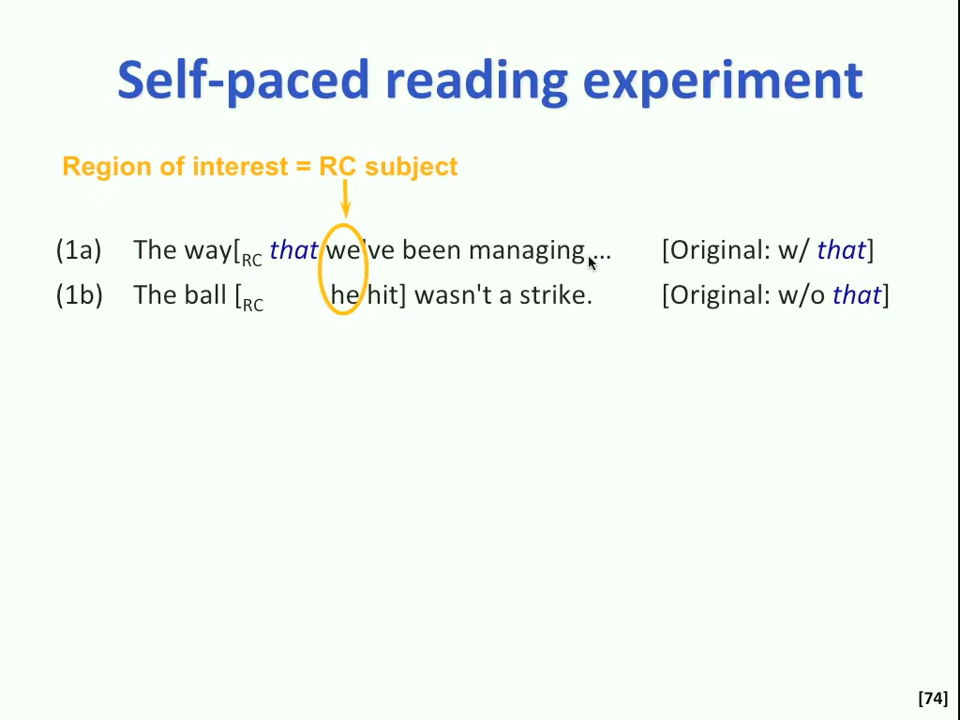 Self-paced reading experiment
Region of interest = RC subject
(1a) The way[RC that we've been managing ... [Original: w/ that]
(1b) The ball [RC he hit] wasn't a strike. [Original: w/o that]
[74]